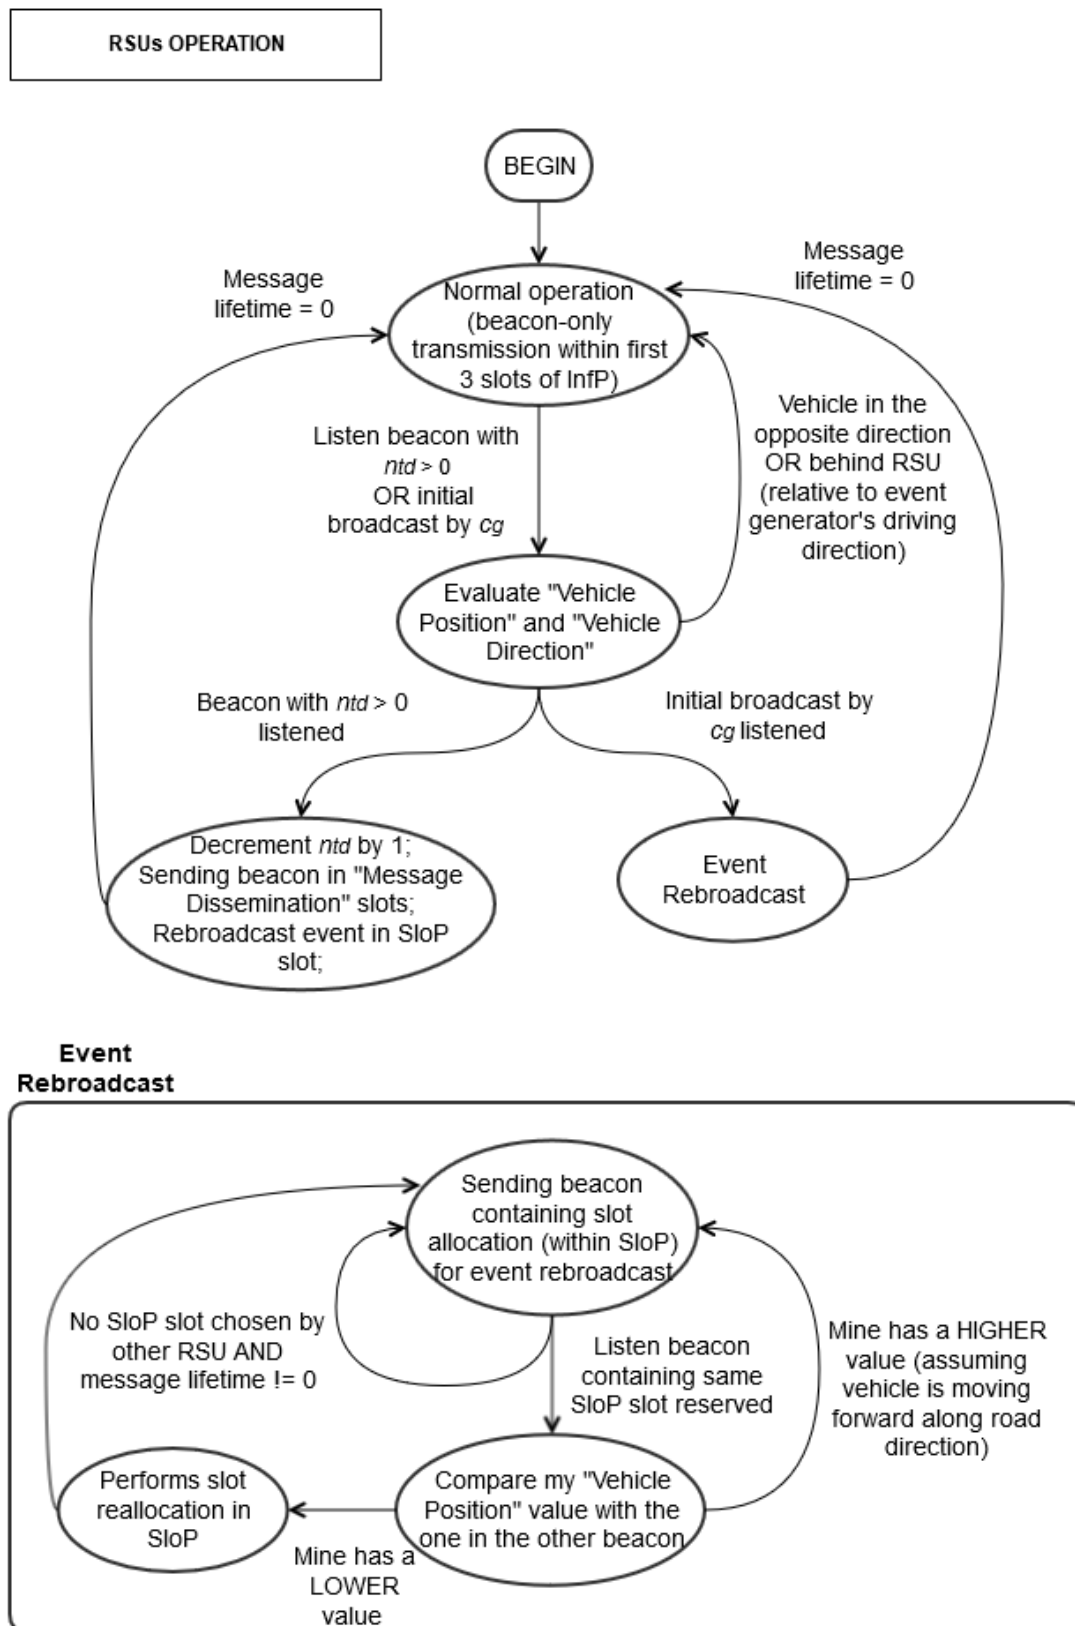 RSUs OPERATION
BEGIN
Message
lifetime = 0
Message
lifetime = 0
Normal operation
(beacon-only
transmission within first
3 slots of InfP)
Listen beacon with
ntd > 0
OR initial
broadcast by cg
Vehicle in the
opposite direction
OR behind RSU
(relative to event
generator's driving
direction)
Evaluate "Vehicle
Position" and "Vehicle
Direction"
Beacon with ntd > 0
listened
Initial broadcast by
cg listened
Decrement ntd by 1;
Sending beacon in "Message
Dissemination" slots;
Rebroadcast event in SloP
slot;
Event
Rebroadcast
Event
Rebroadcast
Sending beacon
containing slot
allocation (within SloP)
for event rebroadcast
No SloP slot chosen by
other RSU AND
message lifetime != 0
Listen beacon
containing same
SloP slot reserved
Mine has a HIGHER
value (assuming
vehicle is moving
forward along road
direction)
Performs slot
reallocation in
SloP
Compare my "Vehicle
Position" value with the
one in the other beacon
Mine has a
LOWER
value